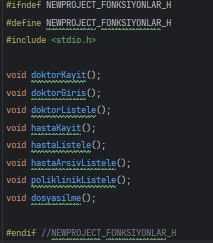 #ifndef NEWPROJECT_FONKSIYONLAR_H
#define NEWPROJECT_FONKSIYONLAR_H
#include <stdio.h>
void doktorKayit();
void doktorGiris();
void doktorListele();
void hastaKayit();
void hastaListele();
void hastaArsivListele();
void poliklinikListele();
void dosyasilme();
#endif //NEWPROJECT_FONKSIYONLAR_H